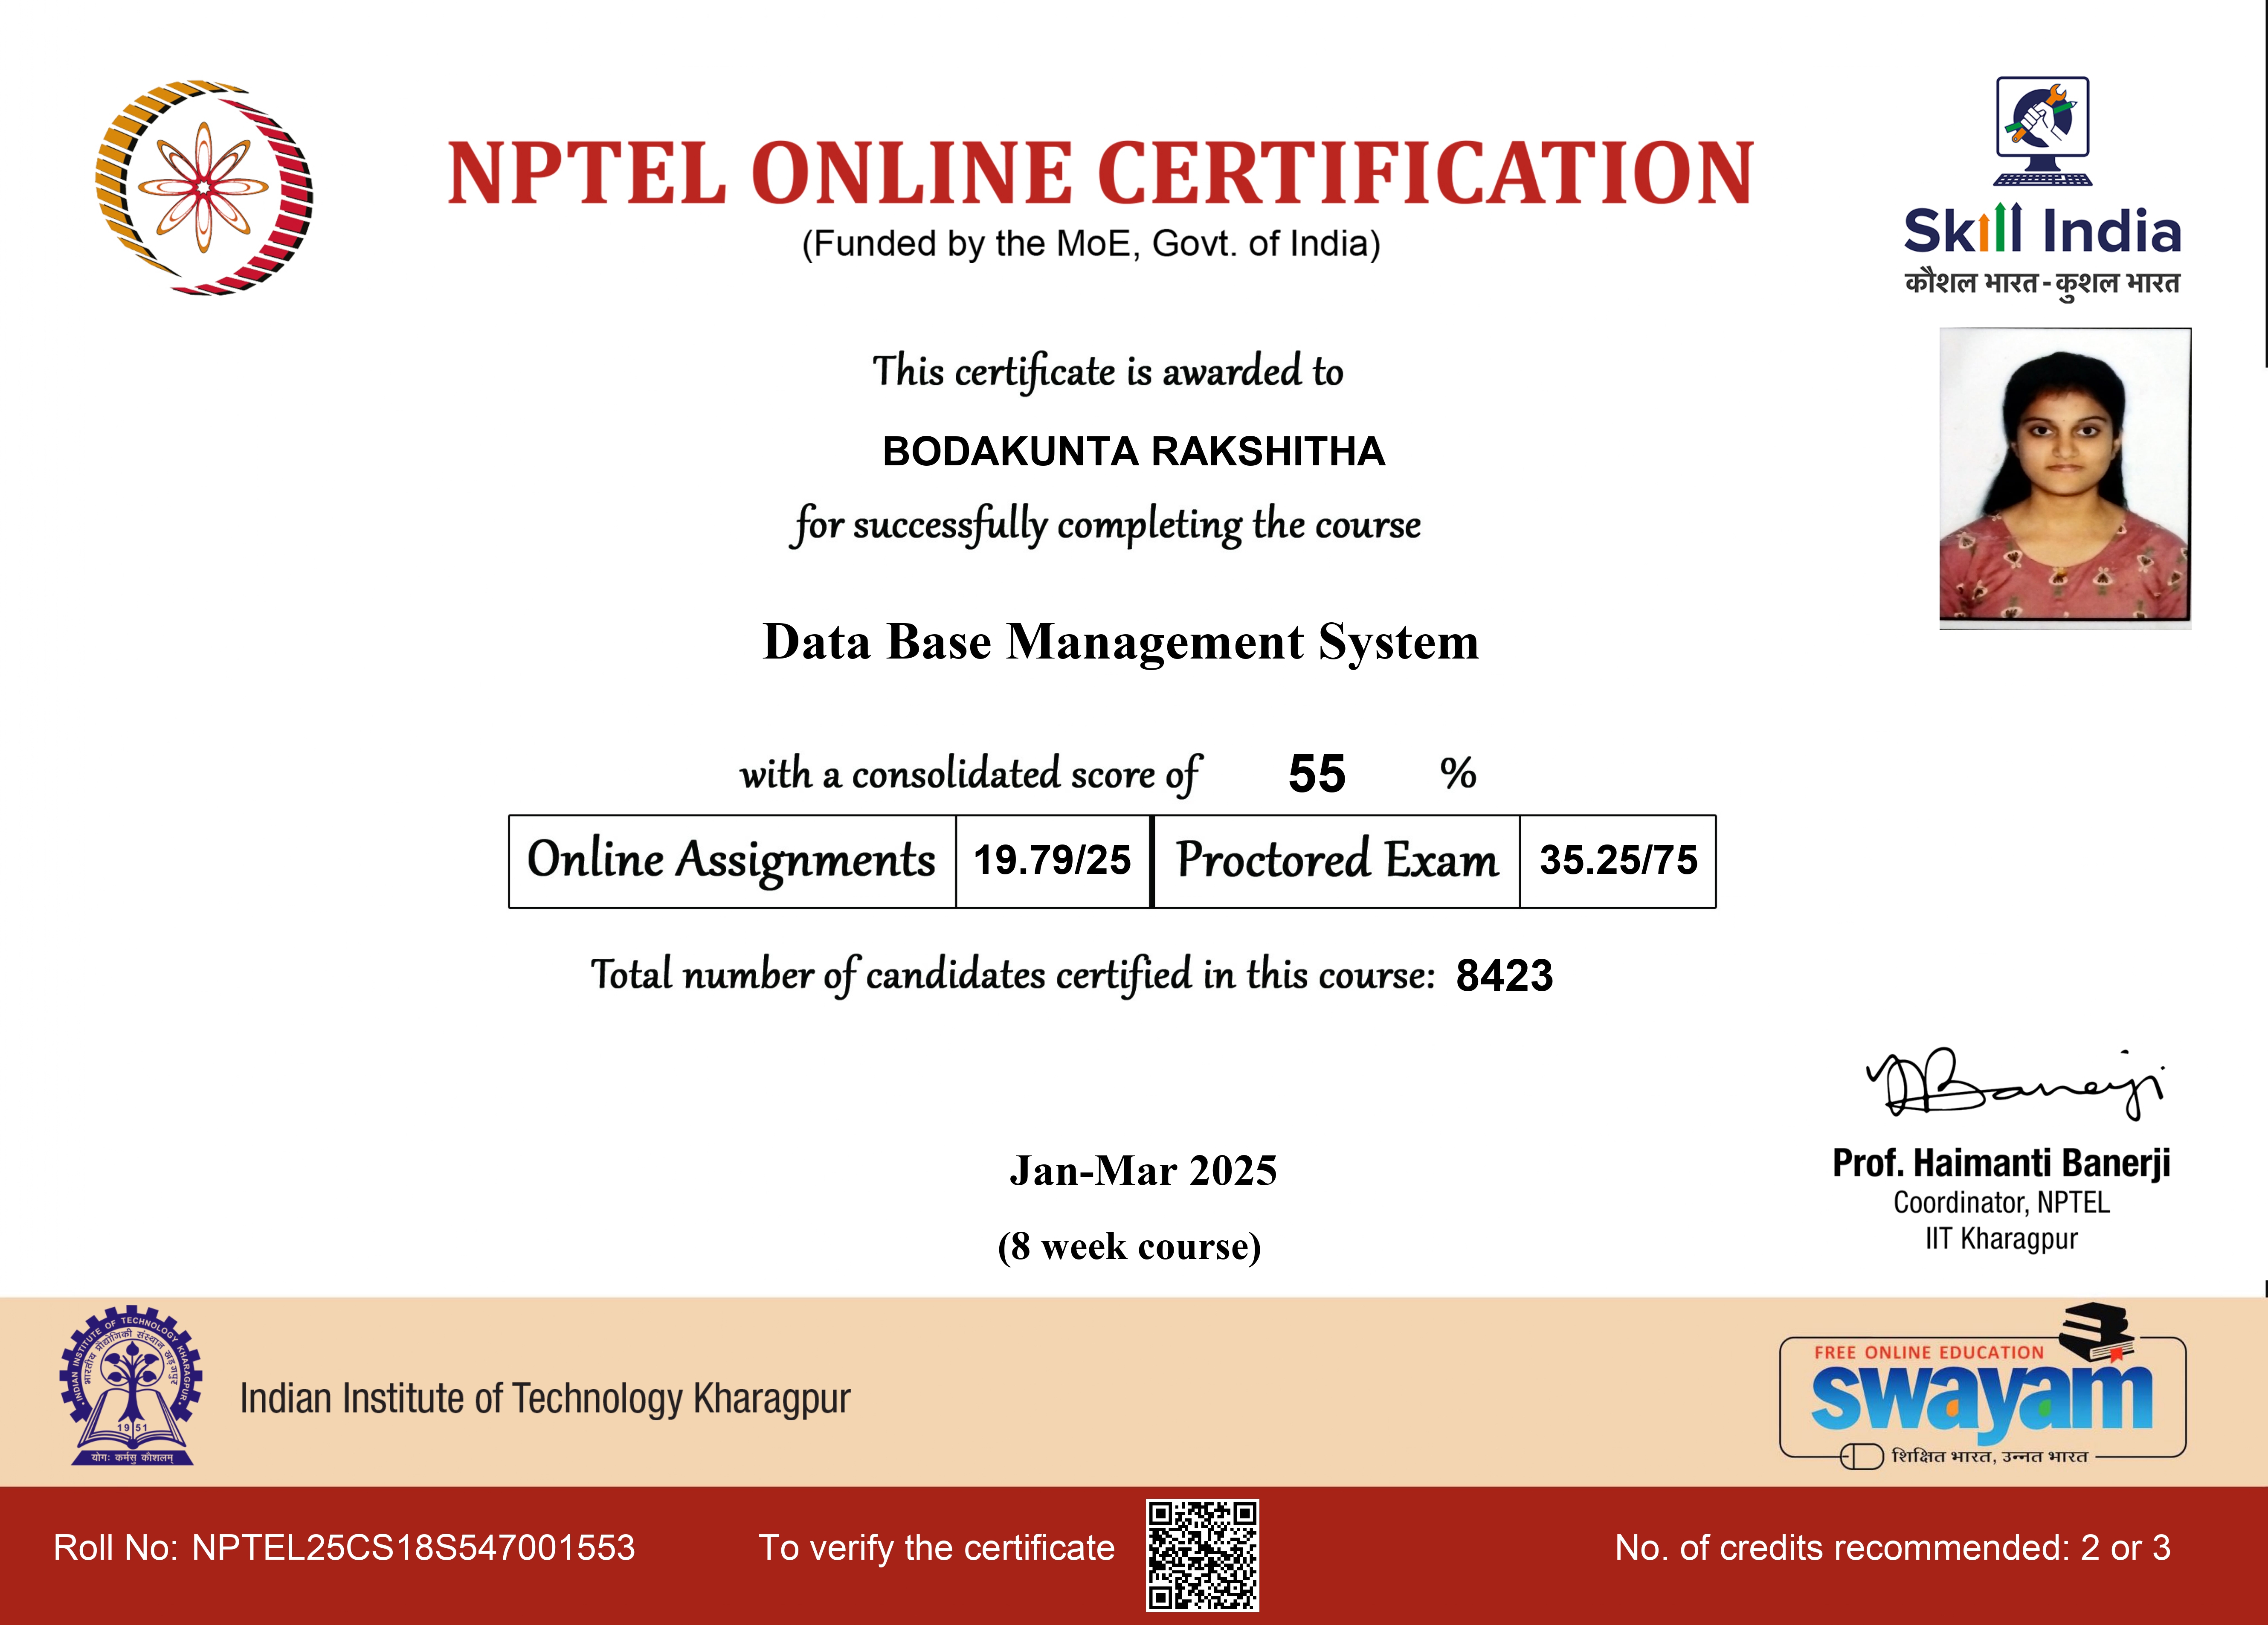 NPTEL ONLINE CERTIFICATION
(Funded by the MoE, Govt. of India)
Skill India
कौशल भारत - कुशल भारत
This certificate is awarded to
BODAKUNTA RAKSHITHA
for successfully completing the course
Data Base Management System
with a consolidated score of 55 %
Online Assignments 19.79/25 Proctored Exam 35.25/75
Total number of candidates certified in this course: 8423
Banerji
Prof. Haimanti Banerji
Coordinator, NPTEL
IIT Kharagpur
Jan-Mar 2025
(8 week course)
INDIAN INSTITUTE OF TECHNOLOGY KHARAGPUR
भारतीय प्रौद्योगिकी संस्थान खड़गपुर
1951
योगः कर्मसु कौशलम्
Indian Institute of Technology Kharagpur
FREE ONLINE EDUCATION
swayam
शिक्षित भारत, उन्नत भारत
Roll No: NPTEL25CS18S547001553
To verify the certificate
No. of credits recommended: 2 or 3